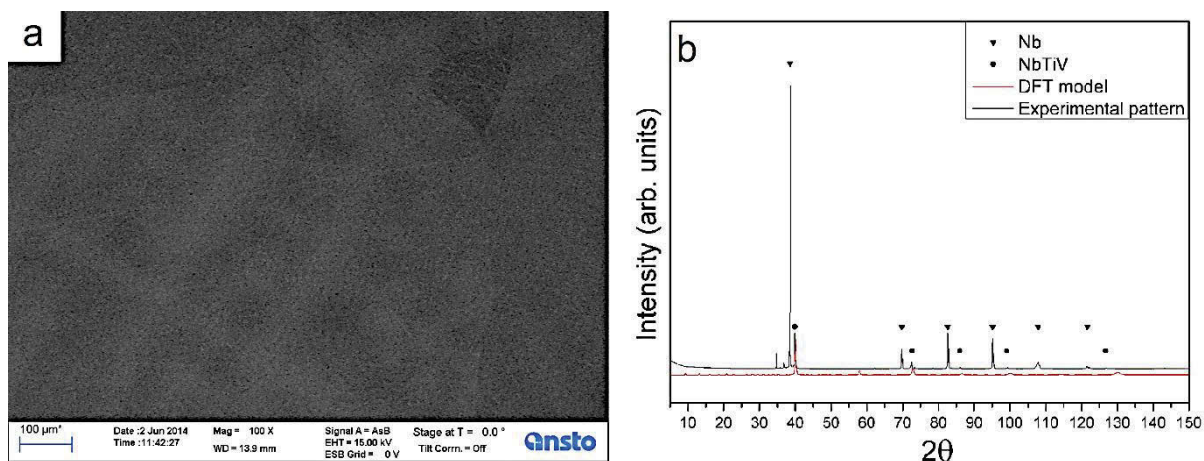 a
100 µm*
Date :2 Jun 2014
Time :11:42:27
Mag = 100 X
WD = 13.9 mm
Signal A = AsB
EHT = 15.00 kV
ESB Grid = 0 V
Stage at T = 0.0 °
Tilt Corrn. = Off
ansto
b
Nb
NbTiV
DFT model
Experimental pattern
Intensity (arb. units)
10 20 30 40 50 60 70 80 90 100 110 120 130 140 150
2θ